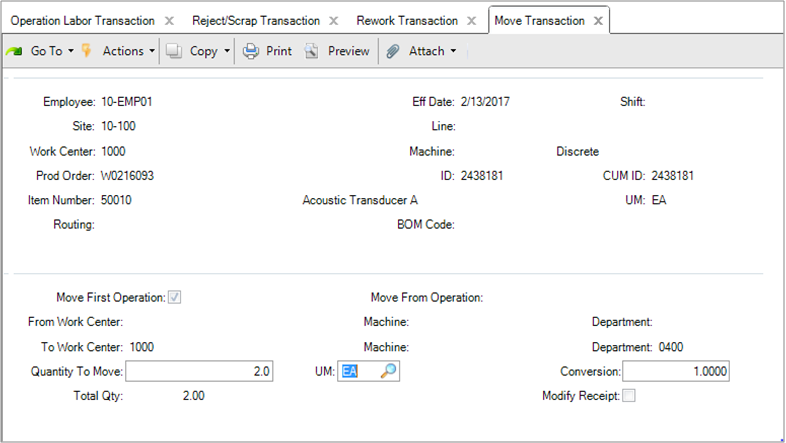 Operation Labor Transaction Reject/Scrap Transaction Rework Transaction Move Transaction
Go To Actions Copy Print Preview Attach
Employee: 10-EMP01 Eff Date: 2/13/2017 Shift:
Site: 10-100 Line:
Work Center: 1000 Machine: Discrete
Prod Order: W0216093 ID: 2438181 CUM ID: 2438181
Item Number: 50010 Acoustic Transducer A UM: EA
Routing: BOM Code:
Move First Operation: Move From Operation:
From Work Center: Machine: Department:
To Work Center: 1000 Machine: Department: 0400
Quantity To Move: 2.0 UM: EA Conversion: 1.0000
Total Qty: 2.00 Modify Receipt: